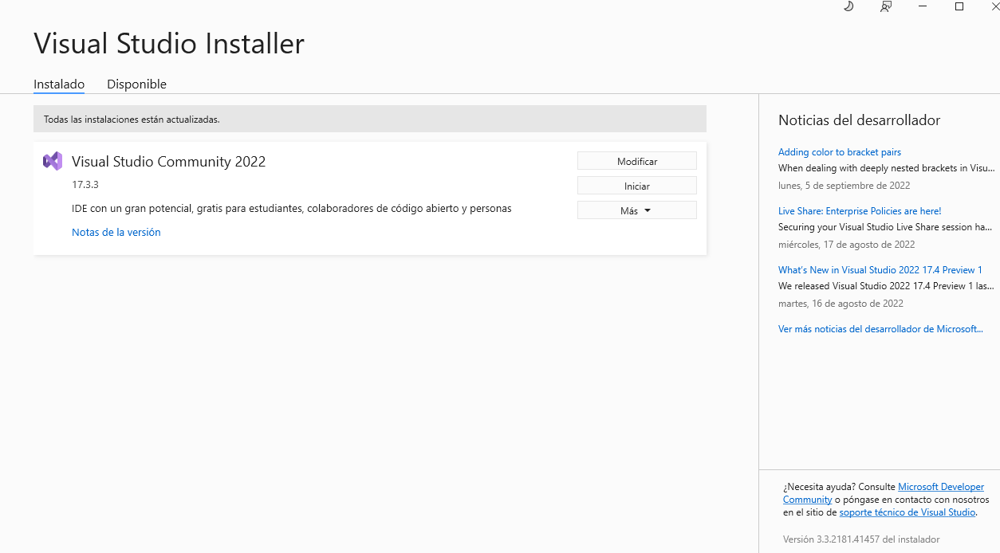 Visual Studio Installer
Instalado
Disponible
Todas las instalaciones están actualizadas.
Visual Studio Community 2022
17.3.3
IDE con un gran potencial, gratis para estudiantes, colaboradores de código abierto y personas
Notas de la versión
Modificar
Iniciar
Más
Noticias del desarrollador
Adding color to bracket pairs
When dealing with deeply nested brackets in Visu...
lunes, 5 de septiembre de 2022
Live Share: Enterprise Policies are here!
Securing your Visual Studio Live Share session ha...
miércoles, 17 de agosto de 2022
What's New in Visual Studio 2022 17.4 Preview 1
We released Visual Studio 2022 17.4 Preview 1 las...
martes, 16 de agosto de 2022
Ver más noticias del desarrollador de Microsoft...
¿Necesita ayuda? Consulte Microsoft Developer
Community o póngase en contacto con nosotros
en el sitio de soporte técnico de Visual Studio.
Versión 3.3.2181.41457 del instalador